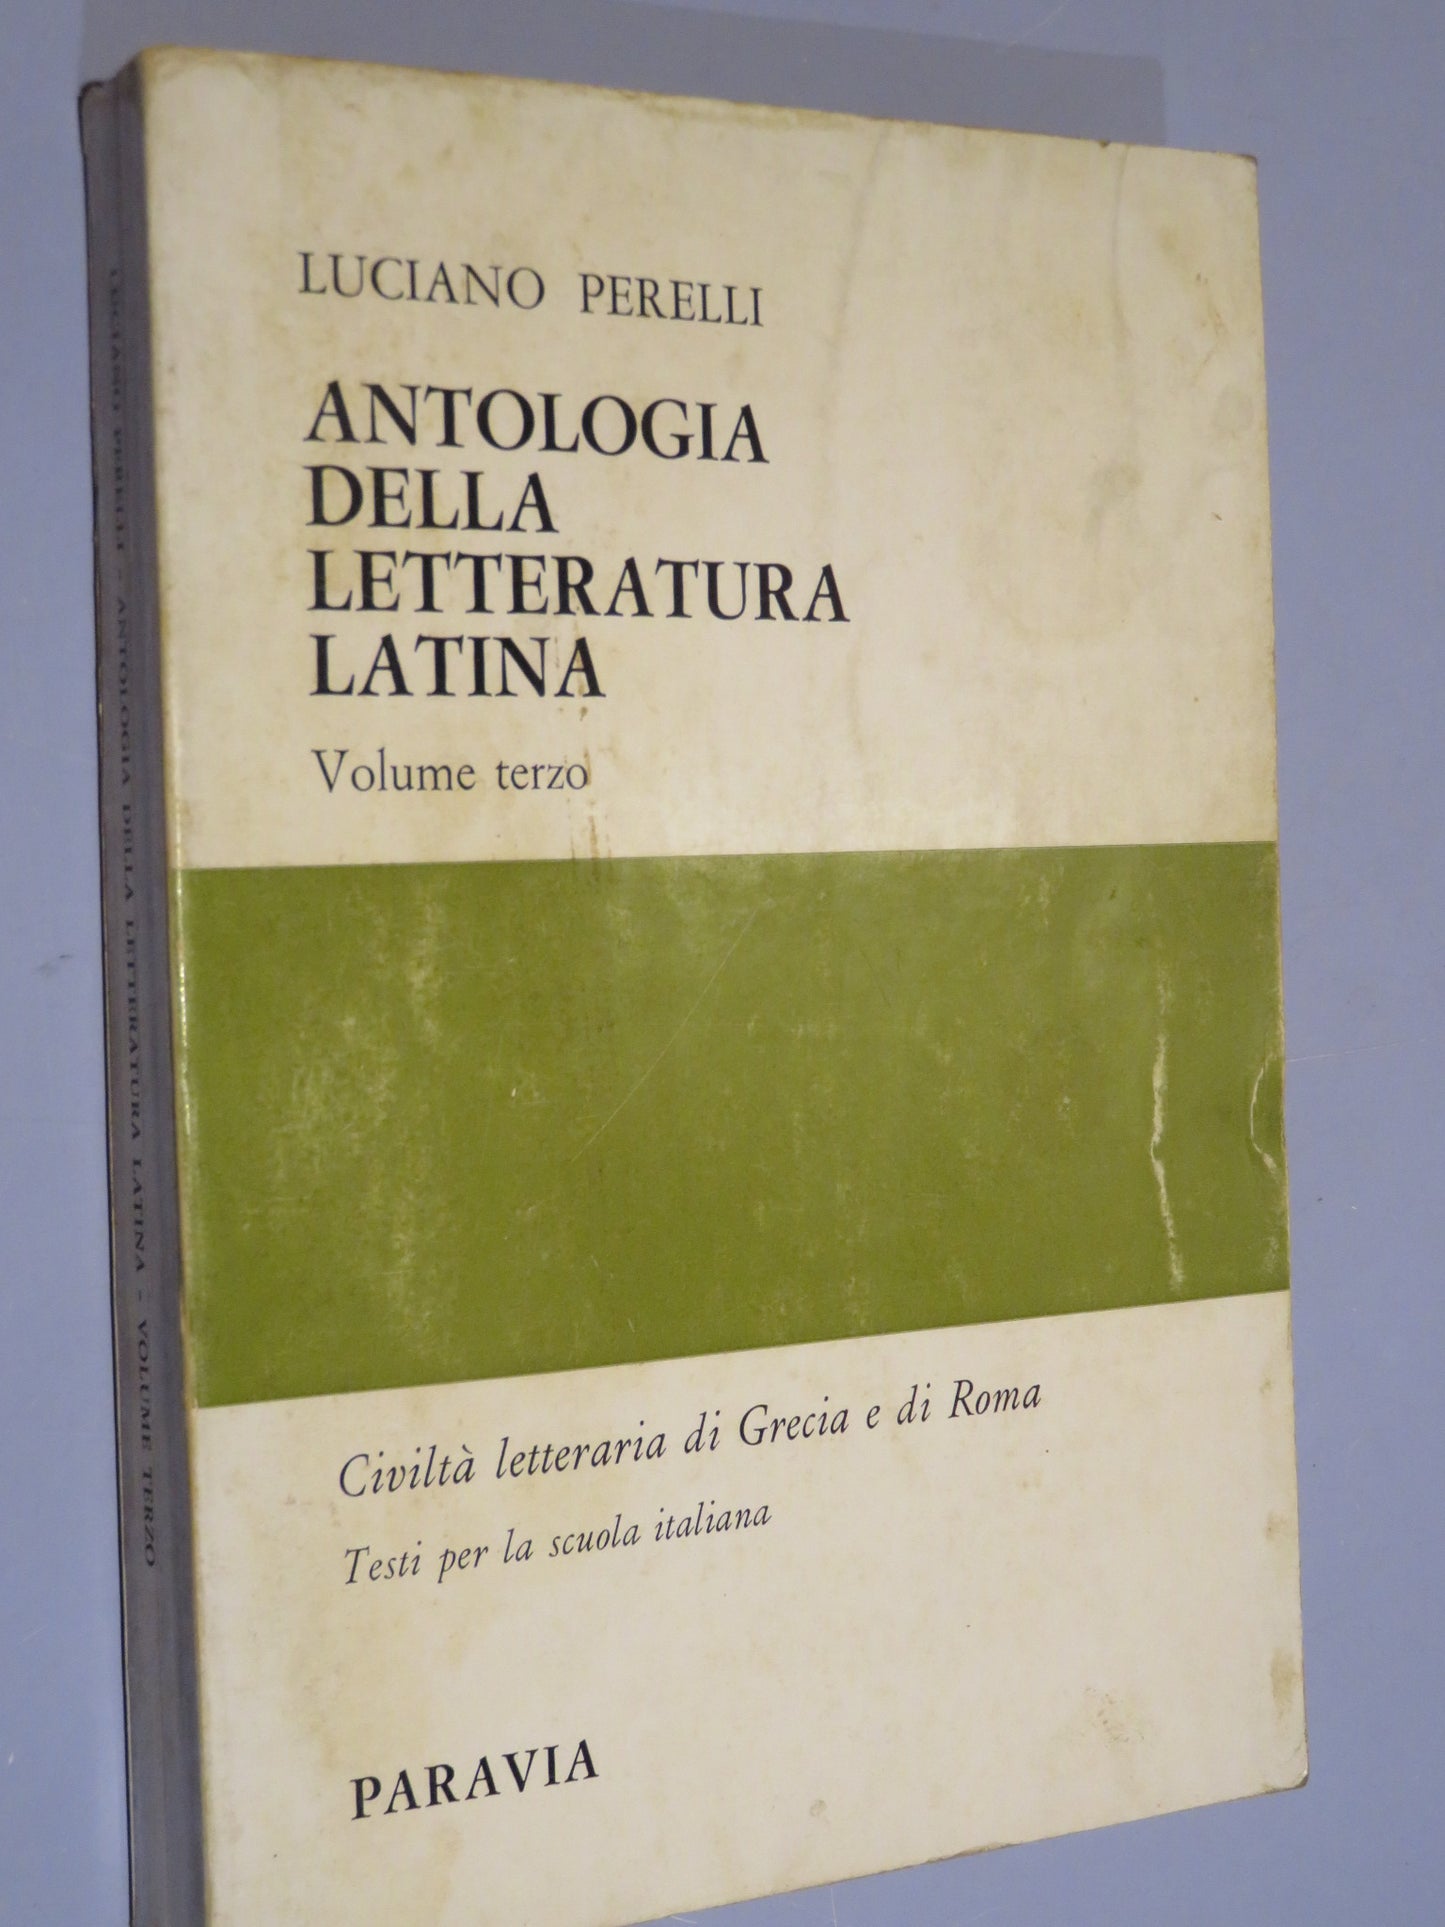 LUCIANO PERELLI
ANTOLOGIA
DELLA
LETTERATURA
LATINA
Volume terzo
Civiltà letteraria di Grecia e di Roma
Testi per la scuola italiana
PARAVIA
LUCIANO PERELLI - ANTOLOGIA DELLA LETTERATURA LATINA - VOLUME TERZO